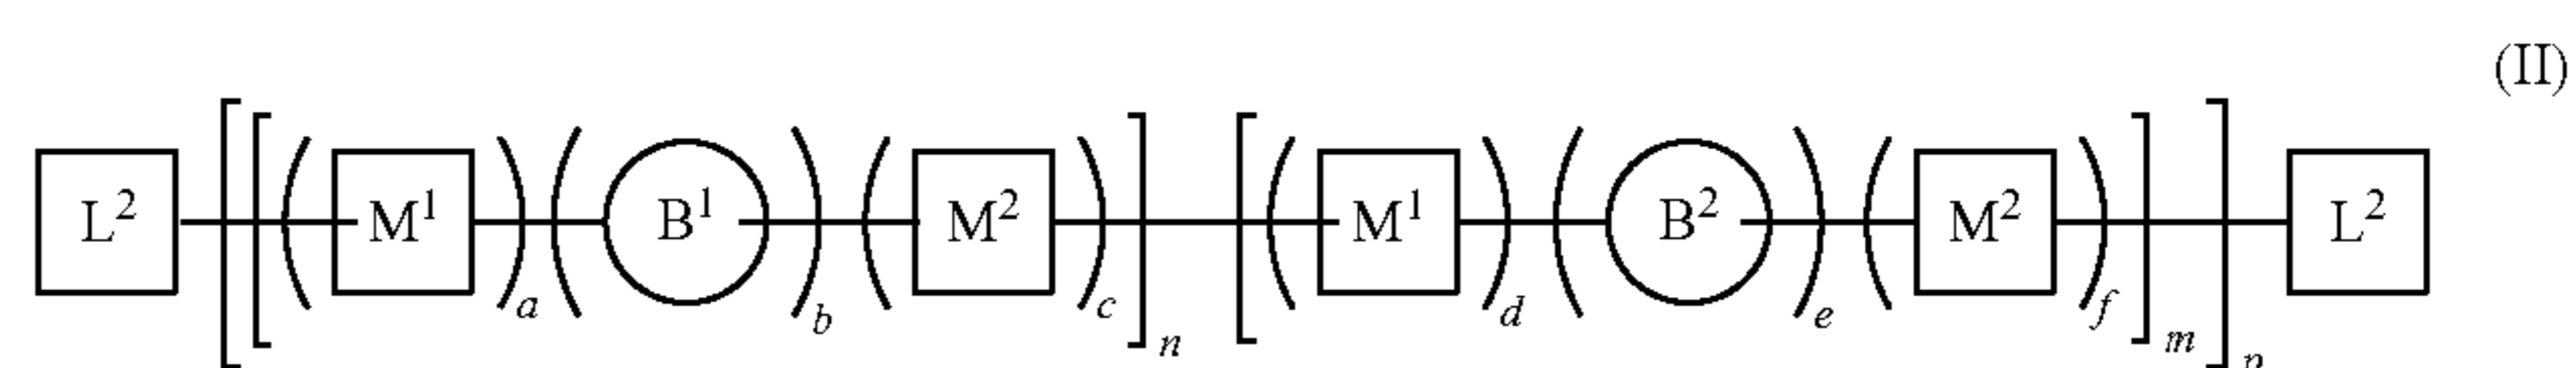 (II)
L² [ [ ( M¹ )a ( B¹ )b ( M² )c ]n [ ( M¹ )d ( B² )e ( M² )f ]m ] L²